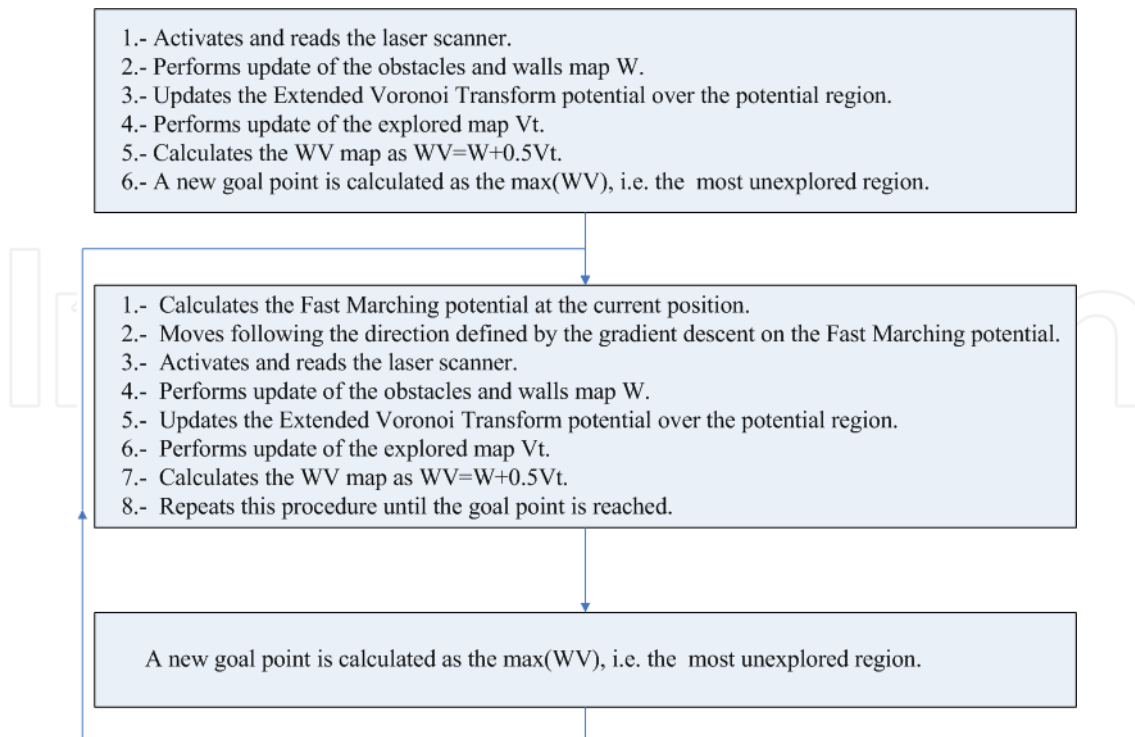 1.- Activates and reads the laser scanner.
2.- Performs update of the obstacles and walls map W.
3.- Updates the Extended Voronoi Transform potential over the potential region.
4.- Performs update of the explored map Vt.
5.- Calculates the WV map as WV=W+0.5Vt.
6.- A new goal point is calculated as the max(WV), i.e. the most unexplored region.
1.- Calculates the Fast Marching potential at the current position.
2.- Moves following the direction defined by the gradient descent on the Fast Marching potential.
3.- Activates and reads the laser scanner.
4.- Performs update of the obstacles and walls map W.
5.- Updates the Extended Voronoi Transform potential over the potential region.
6.- Performs update of the explored map Vt.
7.- Calculates the WV map as WV=W+0.5Vt.
8.- Repeats this procedure until the goal point is reached.
A new goal point is calculated as the max(WV), i.e. the most unexplored region.